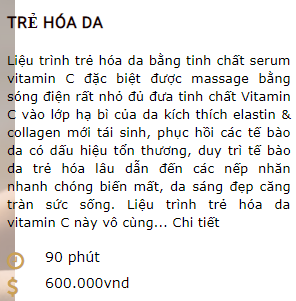 TRẺ HÓA DA
Liệu trình trẻ hóa da bằng tinh chất serum
vitamin C đặc biệt được massage bằng
sóng điện rất nhỏ đủ đưa tinh chất Vitamin
C vào lớp hạ bì của da kích thích elastin &
collagen mới tái sinh, phục hồi các tế bào
da có dấu hiệu tổn thương, duy trì tế bào
da trẻ hóa lâu dẫn đến các nếp nhăn
nhanh chóng biến mất, da sáng đẹp căng
tràn sức sống. Liệu trình trẻ hóa da
vitamin C này vô cùng... Chi tiết
90 phút
$ 600.000vnd